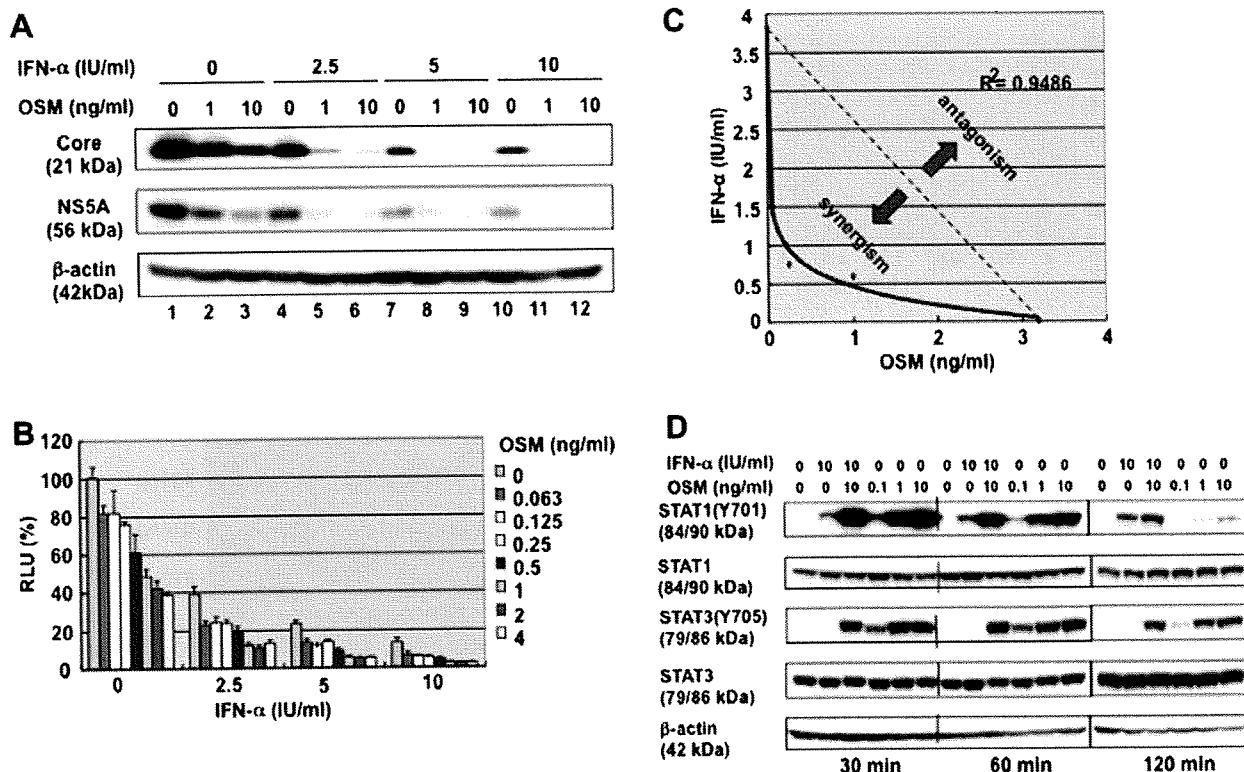 A
IFN-α (IU/ml)
0 2.5 5 10
OSM (ng/ml)
0 1 10 0 1 10 0 1 10 0 1 10
Core
(21 kDa)
NS5A
(56 kDa)
β-actin
(42kDa)
1 2 3 4 5 6 7 8 9 10 11 12
B
120
100
80
60
40
20
0
RLU (%)
0 2.5 5 10
IFN-α (IU/ml)
OSM (ng/ml)
0
0.063
0.125
0.25
0.5
1
2
4
C
4
3.5
3
2.5
2
1.5
1
0.5
0
IFN-α (IU/ml)
R²= 0.9486
antagonism
synergism
0 1 2 3 4
OSM (ng/ml)
D
IFN-α (IU/ml)
0 10 10 0 0 0 0 10 10 0 0 0 0 10 10 0 0 0
OSM (ng/ml)
0 0 10 0.1 1 10 0 0 10 0.1 1 10 0 0 10 0.1 1 10
STAT1(Y701)
(84/90 kDa)
STAT1
(84/90 kDa)
STAT3(Y705)
(79/86 kDa)
STAT3
(79/86 kDa)
β-actin
(42 kDa)
30 min 60 min 120 min